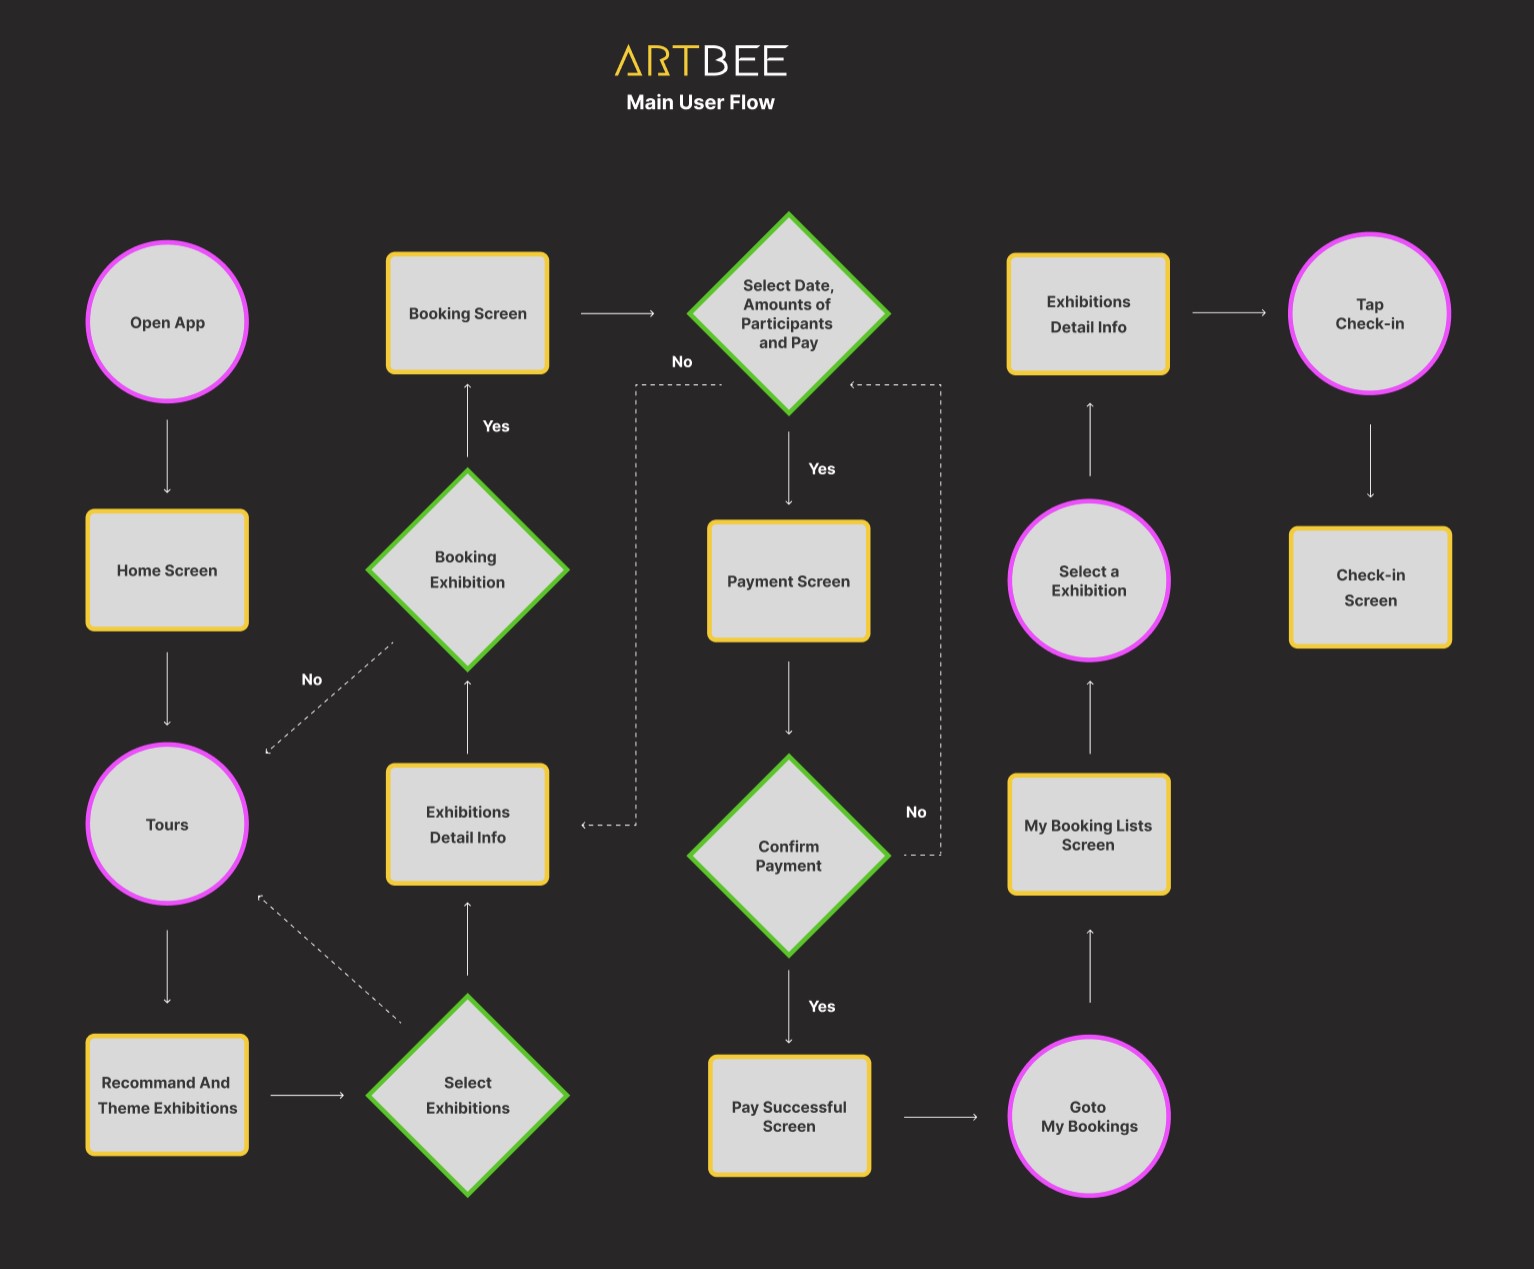 ARTBEE
Main User Flow
Open App
Home Screen
Tours
Recommand And
Theme Exhibitions
Select
Exhibitions
Exhibitions
Detail Info
Booking
Exhibition
No
Yes
Booking Screen
Select Date,
Amounts of
Participants
and Pay
No
Yes
Payment Screen
Confirm
Payment
No
Yes
Pay Successful
Screen
Goto
My Bookings
My Booking Lists
Screen
Select a
Exhibition
Exhibitions
Detail Info
Tap
Check-in
Check-in
Screen